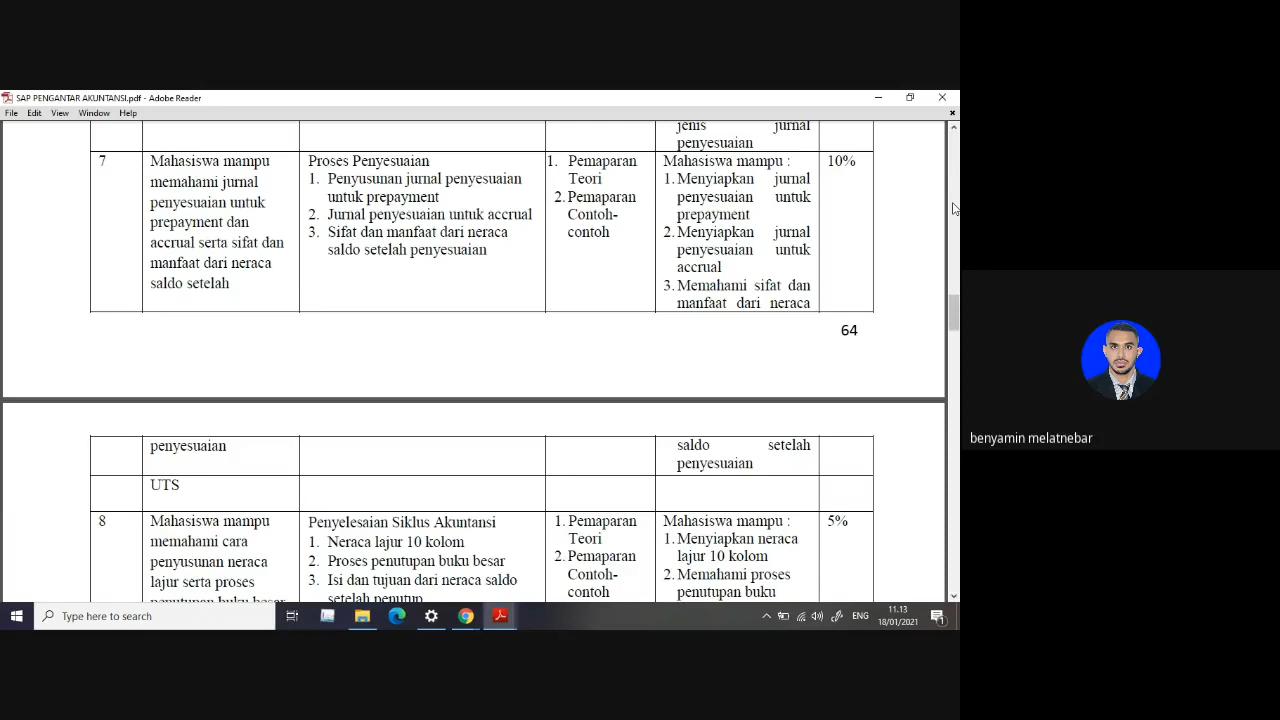 SAP PENGANTAR AKUNTANSI.pdf - Adobe Reader
File Edit View Window Help
jenis jurnal
penyesuaian
7
Mahasiswa mampu
memahami jurnal
penyesuaian untuk
prepayment dan
accrual serta sifat dan
manfaat dari neraca
saldo setelah
Proses Penyesuaian
1. Penyusunan jurnal penyesuaian
untuk prepayment
2. Jurnal penyesuaian untuk accrual
3. Sifat dan manfaat dari neraca
saldo setelah penyesuaian
1. Pemaparan
Teori
2. Pemaparan
Contoh-
contoh
Mahasiswa mampu :
1. Menyiapkan jurnal
penyesuaian untuk
prepayment
2. Menyiapkan jurnal
penyesuaian untuk
accrual
3. Memahami sifat dan
manfaat dari neraca
10%
64
penyesuaian
saldo setelah
penyesuaian
UTS
8
Mahasiswa mampu
memahami cara
penyusunan neraca
lajur serta proses
penutupan buku besar
Penyelesaian Siklus Akuntansi
1. Neraca lajur 10 kolom
2. Proses penutupan buku besar
3. Isi dan tujuan dari neraca saldo
setelah penutup
1. Pemaparan
Teori
2. Pemaparan
Contoh-
contoh
Mahasiswa mampu :
1. Menyiapkan neraca
lajur 10 kolom
2. Memahami proses
penutupan buku
5%
Type here to search
ENG
11.13
18/01/2021
1
benyamin melatnebar